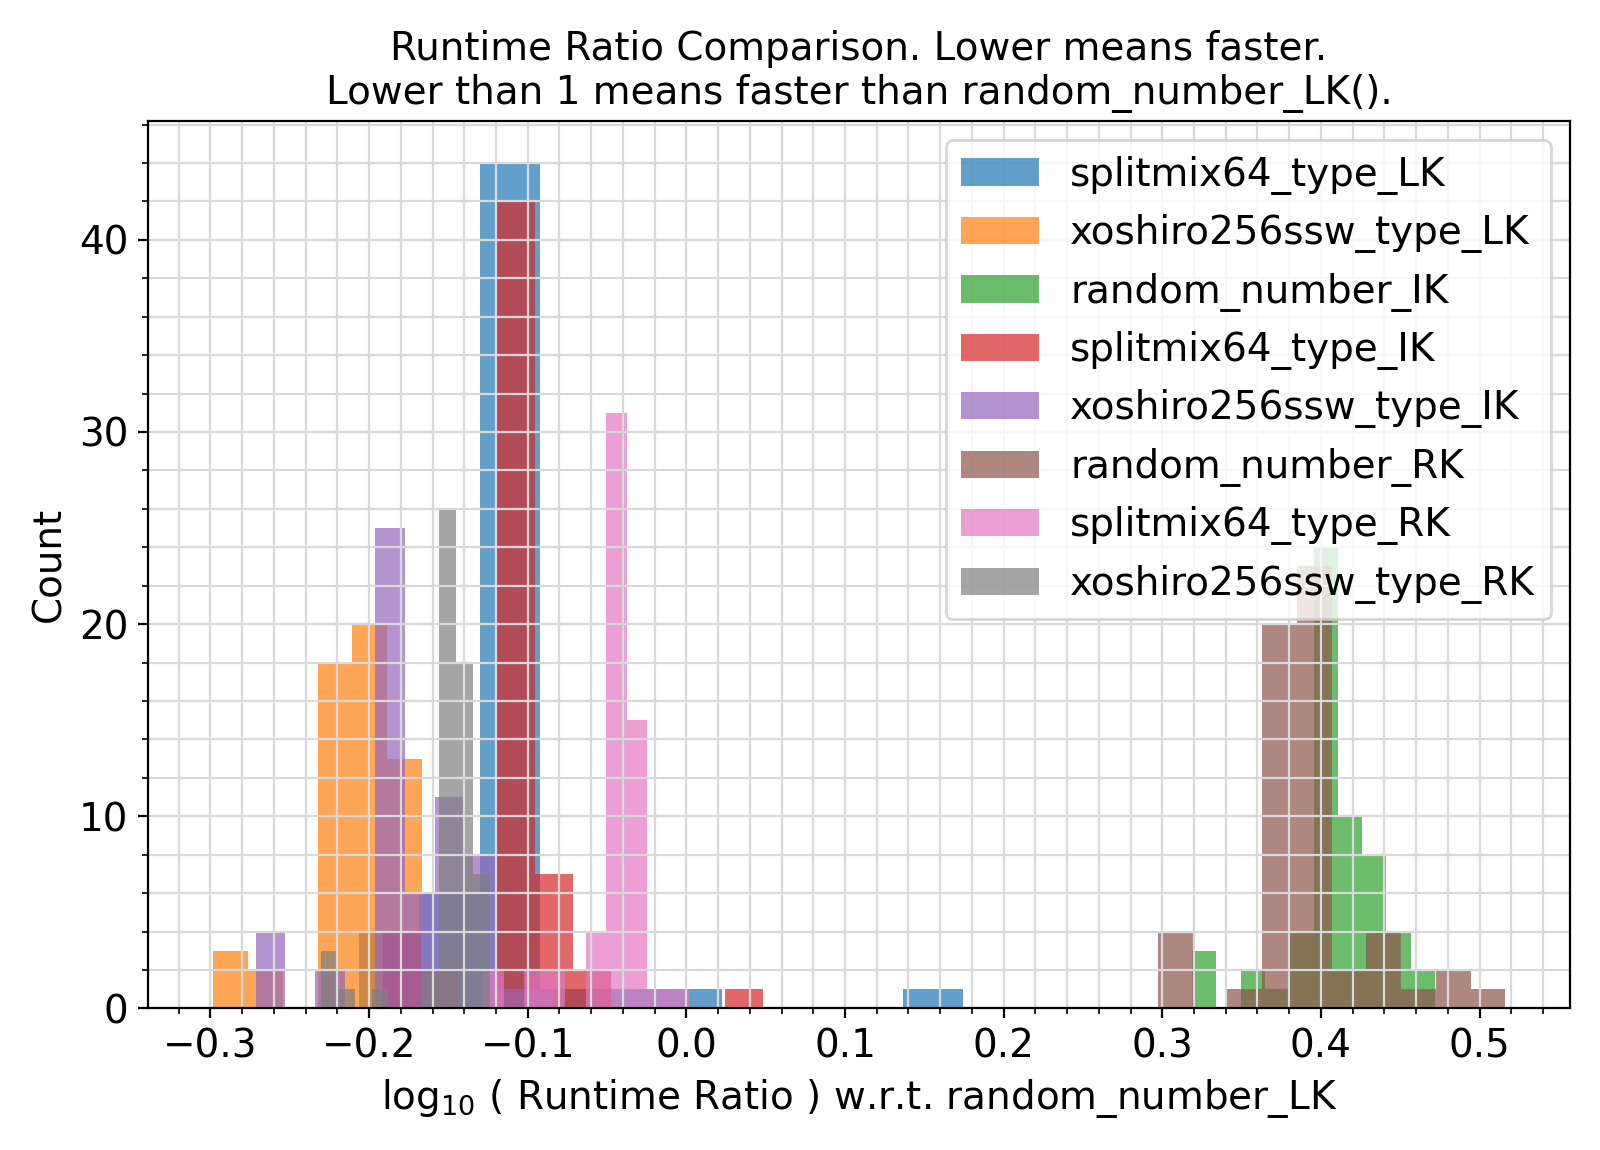 Runtime Ratio Comparison. Lower means faster.
Lower than 1 means faster than random_number_LK().
Count
40
30
20
10
0
splitmix64_type_LK
xoshiro256ssw_type_LK
random_number_IK
splitmix64_type_IK
xoshiro256ssw_type_IK
random_number_RK
splitmix64_type_RK
xoshiro256ssw_type_RK
−0.3 −0.2 −0.1 0.0 0.1 0.2 0.3 0.4 0.5
log₁₀ ( Runtime Ratio ) w.r.t. random_number_LK